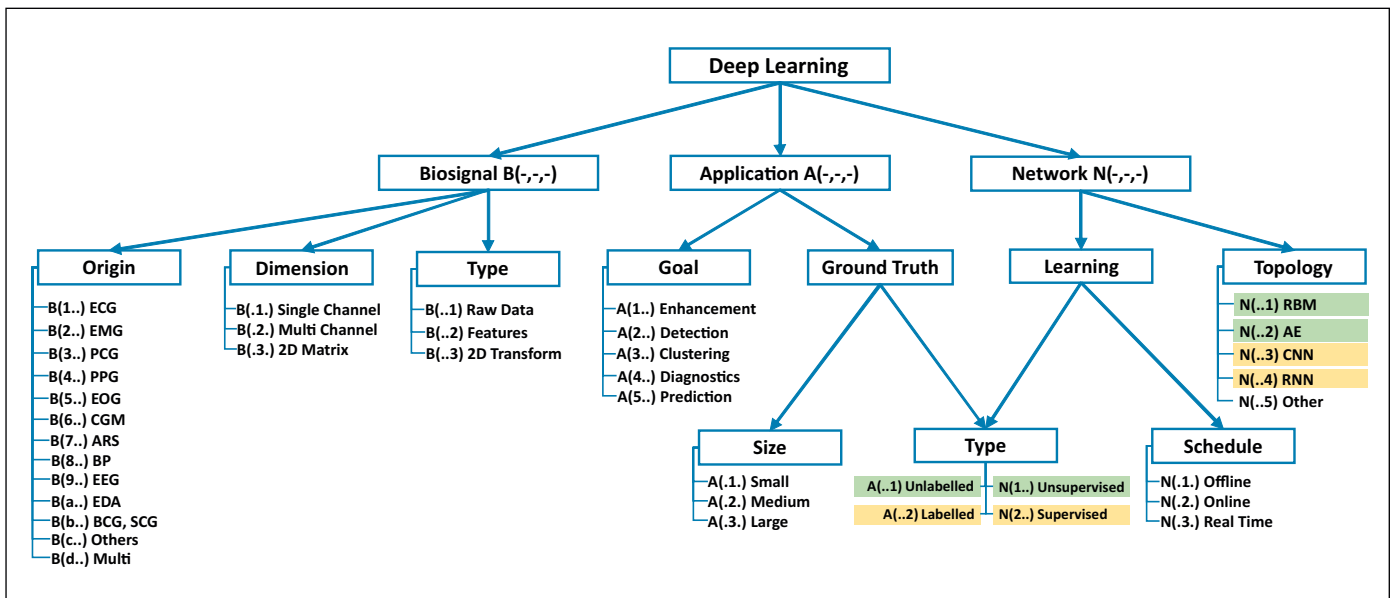 Deep Learning
Biosignal B(-,-,-)
Application A(-,-,-)
Network N(-,-,-)
Origin
B(1..) ECG
B(2..) EMG
B(3..) PCG
B(4..) PPG
B(5..) EOG
B(6..) CGM
B(7..) ARS
B(8..) BP
B(9..) EEG
B(a..) EDA
B(b..) BCG, SCG
B(c..) Others
B(d..) Multi
Dimension
B(.1.) Single Channel
B(.2.) Multi Channel
B(.3.) 2D Matrix
Type
B(..1) Raw Data
B(..2) Features
B(..3) 2D Transform
Goal
A(1..) Enhancement
A(2..) Detection
A(3..) Clustering
A(4..) Diagnostics
A(5..) Prediction
Ground Truth
Learning
Topology
N(..1) RBM
N(..2) AE
N(..3) CNN
N(..4) RNN
N(..5) Other
Size
A(.1.) Small
A(.2.) Medium
A(.3.) Large
Type
A(..1) Unlabelled
N(1..) Unsupervised
A(..2) Labelled
N(2..) Supervised
Schedule
N(.1.) Offline
N(.2.) Online
N(.3.) Real Time